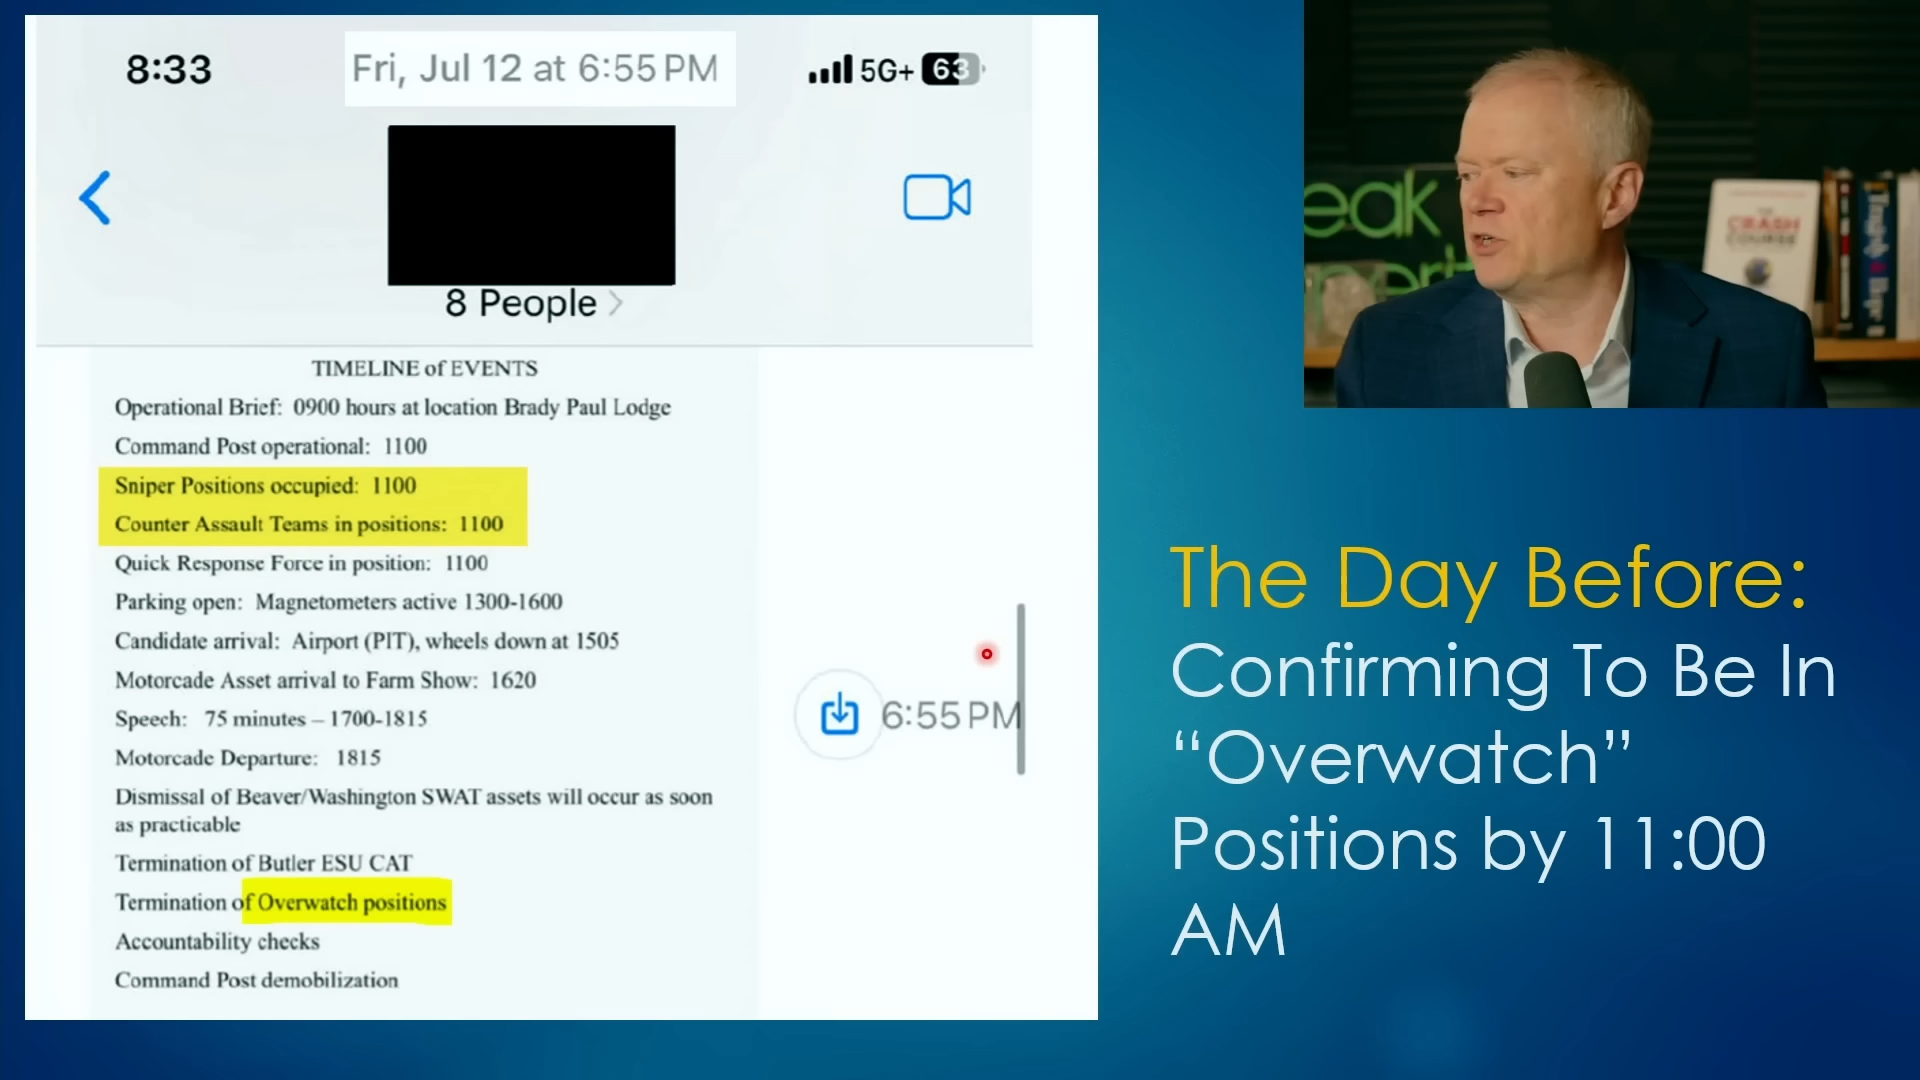 8:33
Fri, Jul 12 at 6:55 PM
5G+
63
8 People
TIMELINE of EVENTS
Operational Brief: 0900 hours at location Brady Paul Lodge
Command Post operational: 1100
Sniper Positions occupied: 1100
Counter Assault Teams in positions: 1100
Quick Response Force in position: 1100
Parking open: Magnetometers active 1300-1600
Candidate arrival: Airport (PIT), wheels down at 1505
Motorcade Asset arrival to Farm Show: 1620
Speech: 75 minutes – 1700-1815
Motorcade Departure: 1815
Dismissal of Beaver/Washington SWAT assets will occur as soon
as practicable
Termination of Butler ESU CAT
Termination of Overwatch positions
Accountability checks
Command Post demobilization
6:55 PM
eak
CRASH
COURSE
The Day Before:
Confirming To Be In
“Overwatch”
Positions by 11:00
AM